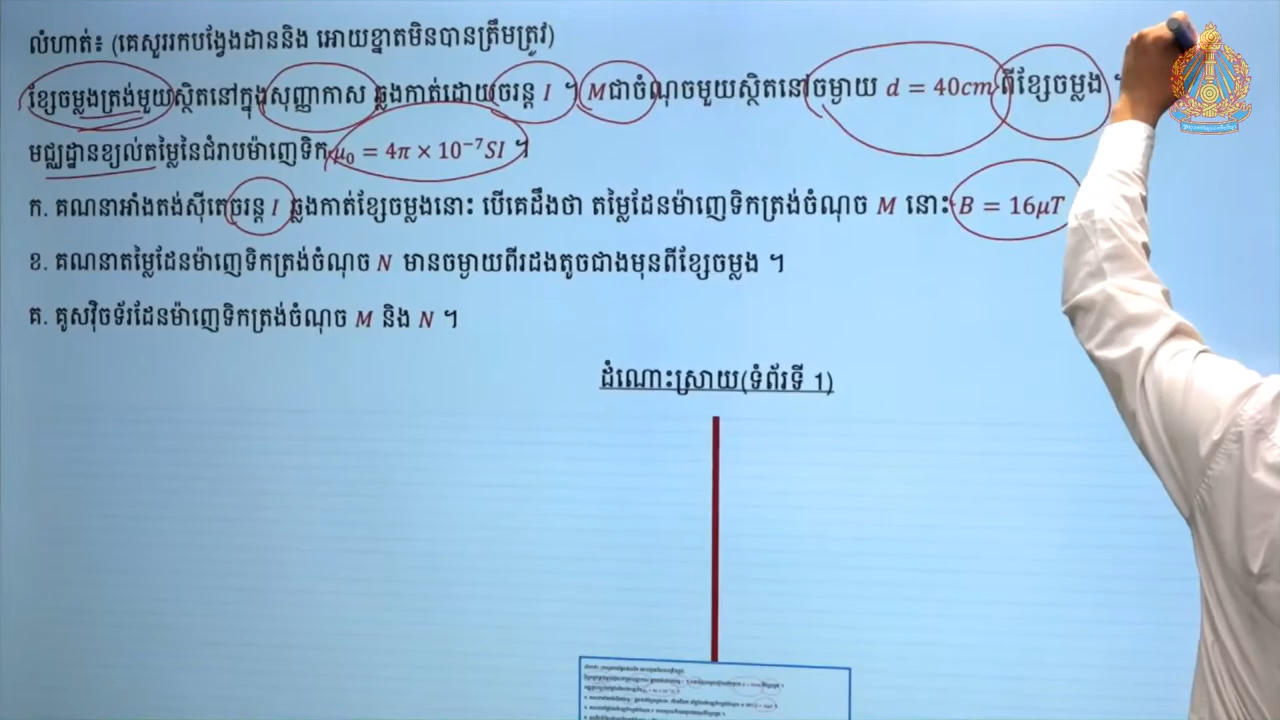 លំហាត់៖ (គេសួររកបង្វែងដាននិង អោយខ្នាតមិនបានត្រឹមត្រូវ)
ខ្សែចម្លងត្រង់មួយស្ថិតនៅក្នុងសុញ្ញាកាស ឆ្លងកាត់ដោយចរន្ត I ។ M ជាចំណុចមួយស្ថិតនៅចម្ងាយ d = 40cm ពីខ្សែចម្លង ។
មជ្ឈដ្ឋានខ្យល់តម្លៃនៃជំរាបម៉ាញេទិក μ₀ = 4π × 10⁻⁷SI ។
ក. គណនាអាំងតង់ស៊ីតេចរន្ត I ឆ្លងកាត់ខ្សែចម្លងនោះ បើគេដឹងថា តម្លៃដែនម៉ាញេទិកត្រង់ចំណុច M នោះ B = 16μT
ខ. គណនាតម្លៃដែនម៉ាញេទិកត្រង់ចំណុច N មានចម្ងាយពីរដងតូចជាងមុនពីខ្សែចម្លង ។
គ. គូសវ៉ិចទ័រដែនម៉ាញេទិកត្រង់ចំណុច M និង N ។
ដំណោះស្រាយ(ទំព័រទី 1)